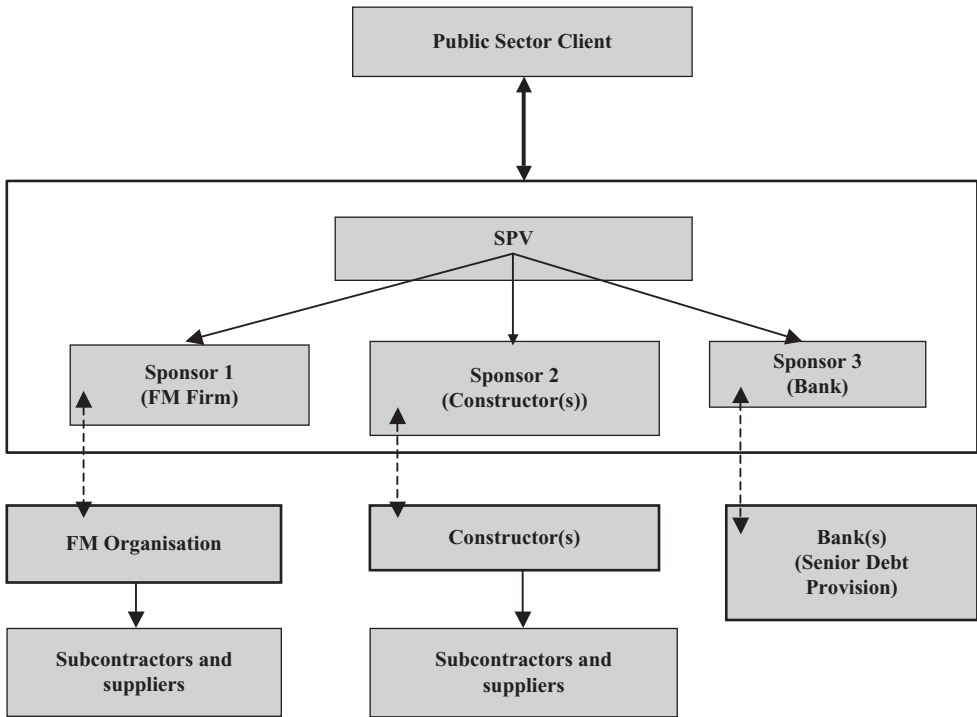 Public Sector Client
SPV
Sponsor 1
(FM Firm)
Sponsor 2
(Constructor(s))
Sponsor 3
(Bank)
FM Organisation
Constructor(s)
Bank(s)
(Senior Debt
Provision)
Subcontractors and
suppliers
Subcontractors and
suppliers